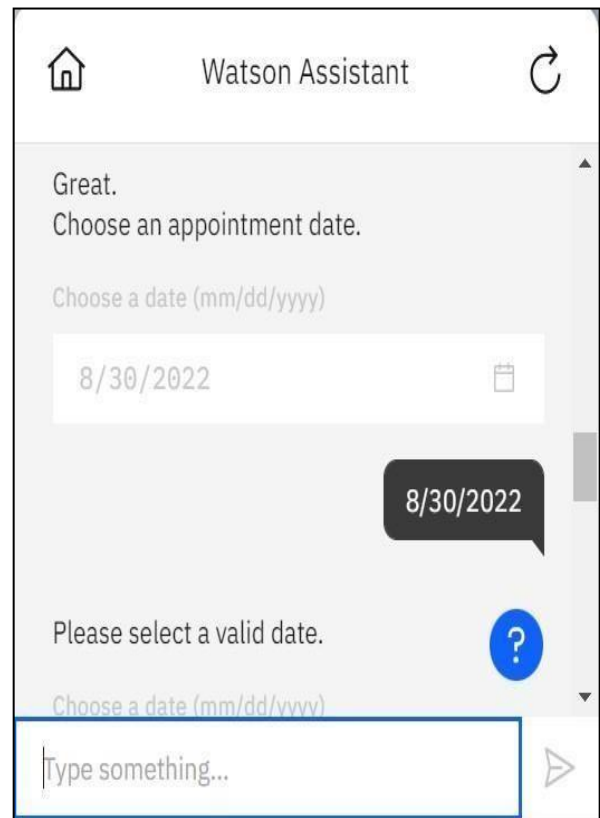 Watson Assistant
Great.
Choose an appointment date.
Choose a date (mm/dd/yyyy)
8/30/2022
8/30/2022
Please select a valid date.
?
Choose a date (mm/dd/yyyy)
Type something...